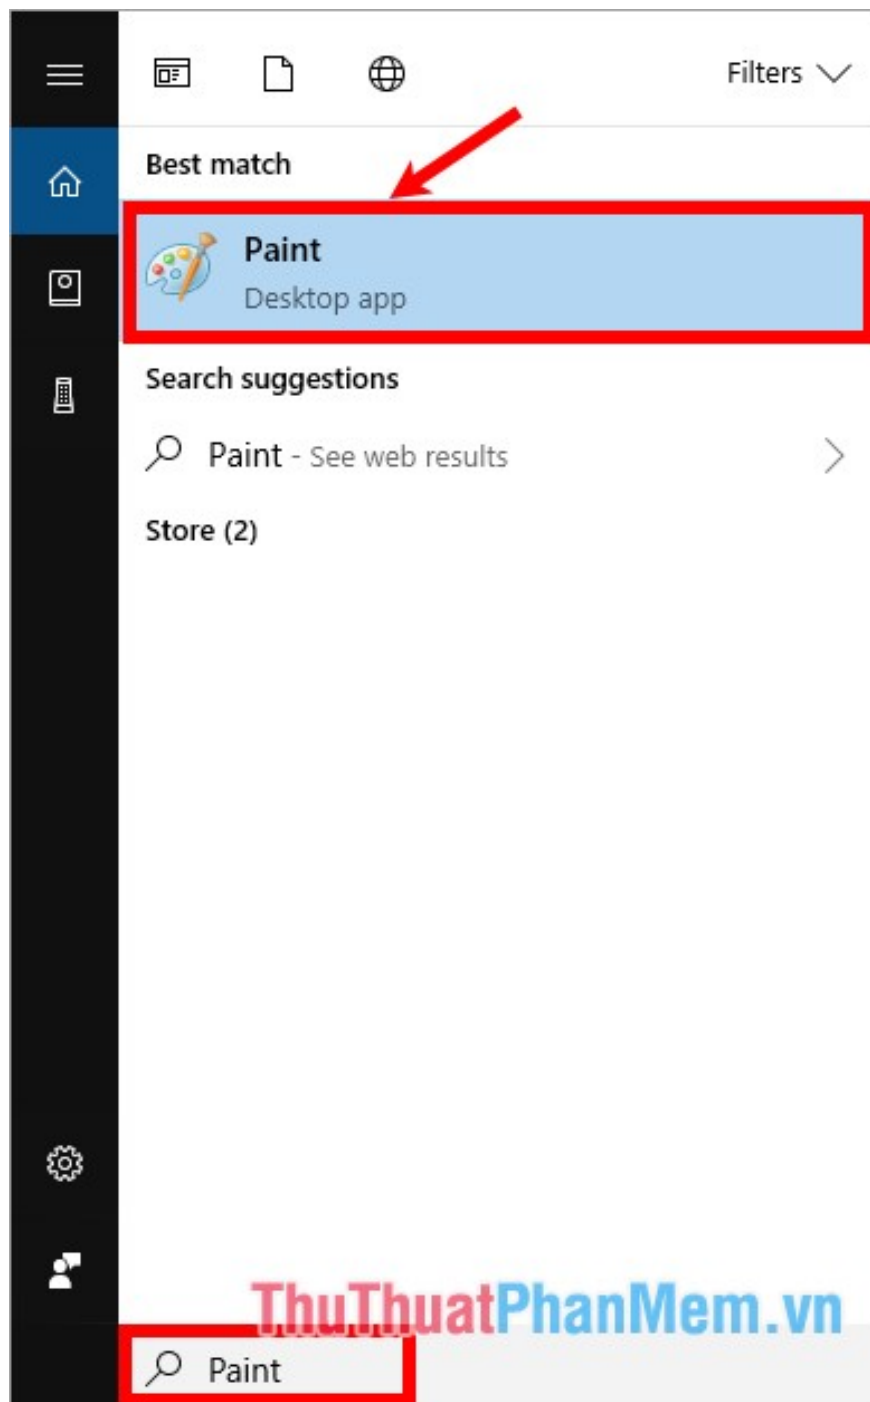 Filters
Best match
Paint
Desktop app
Search suggestions
Paint - See web results
Store (2)
ThuThuatPhanMem.vn
Paint